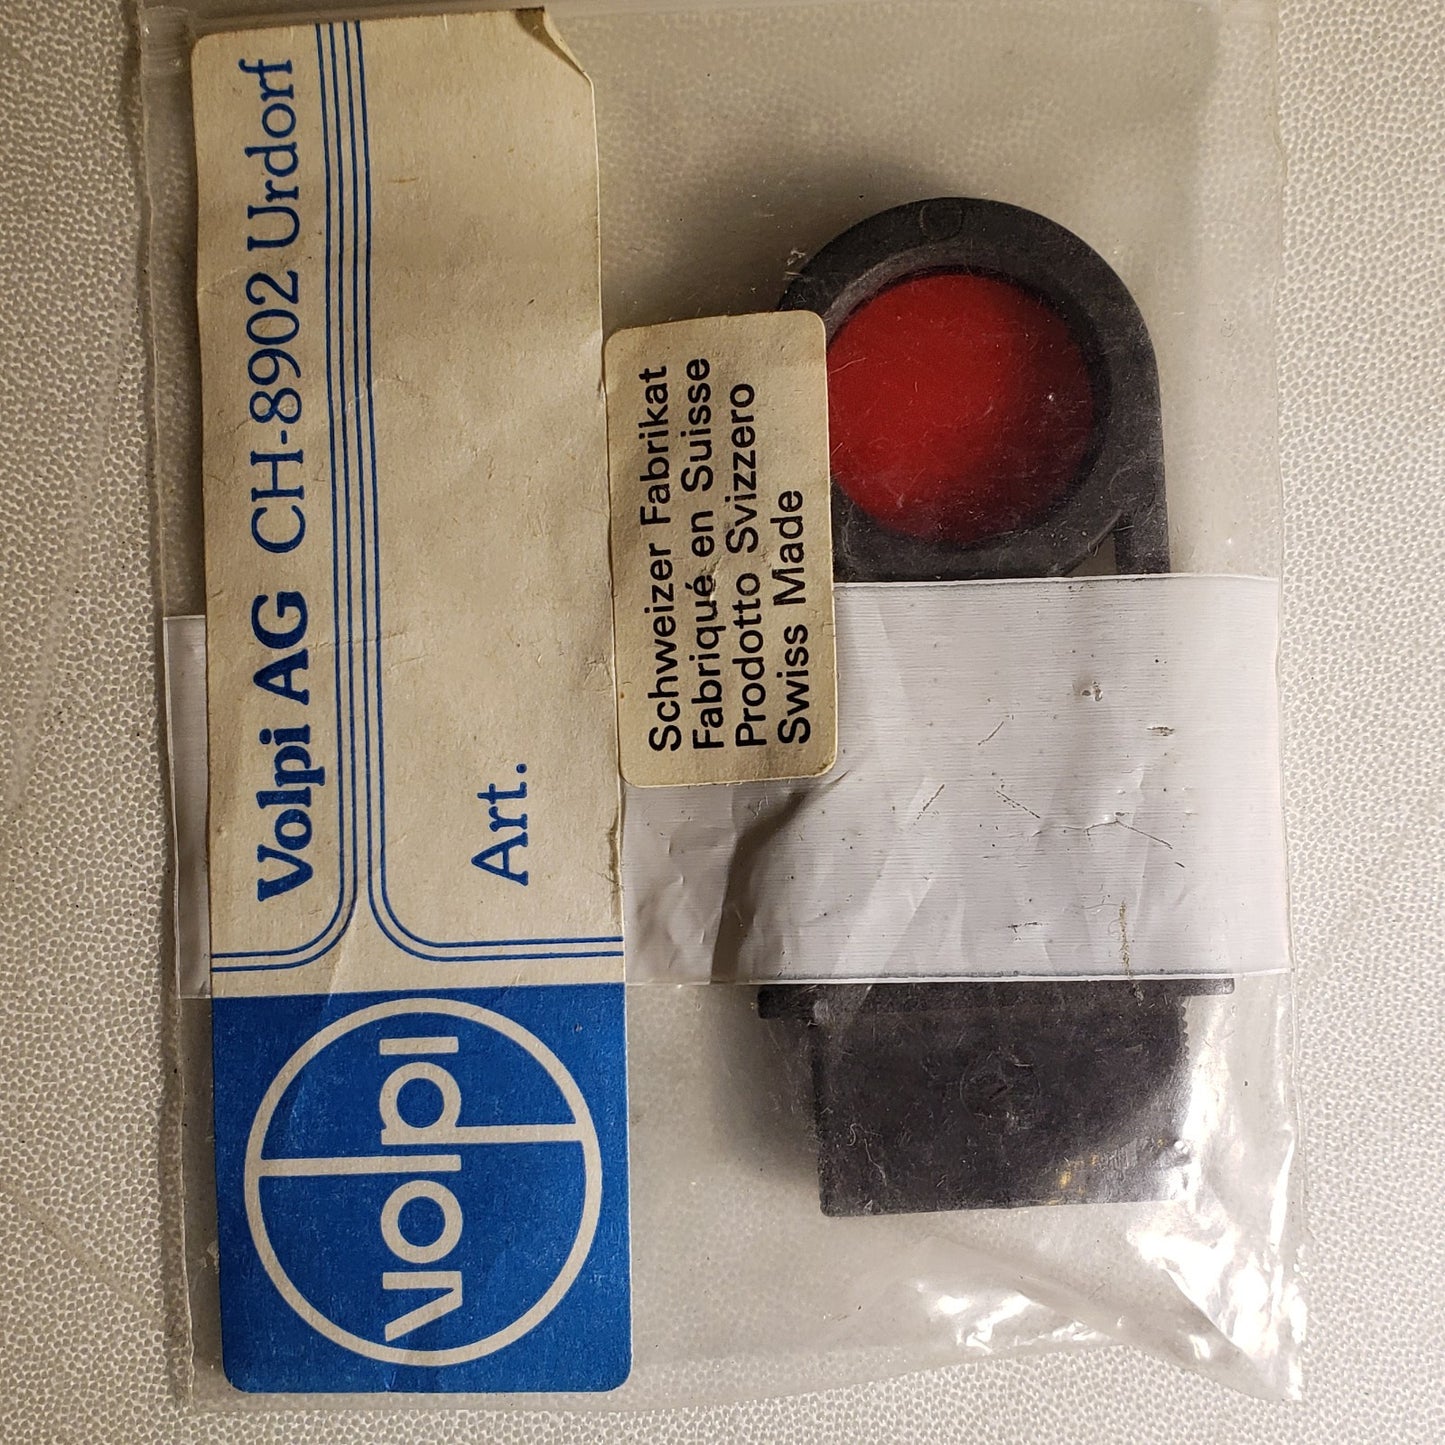 Volpi AG CH-8902 Urdorf
Art.
volpi
Schweizer Fabrikat
Fabriqué en Suisse
Prodotto Svizzero
Swiss Made